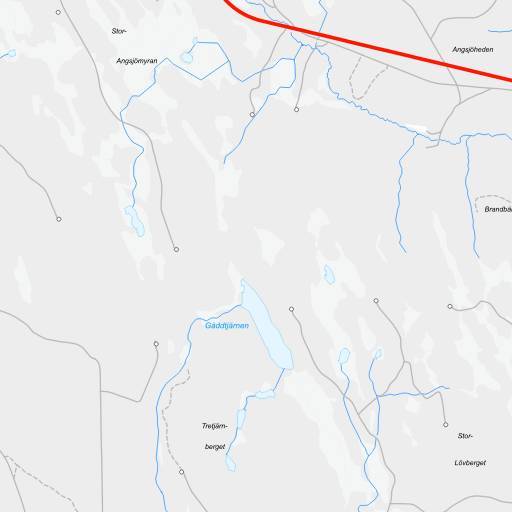 Stor-
Angsjömyran
Angsjöheden
Gäddtjärnen
Tretjärn-
berget
Stor-
Lövberget